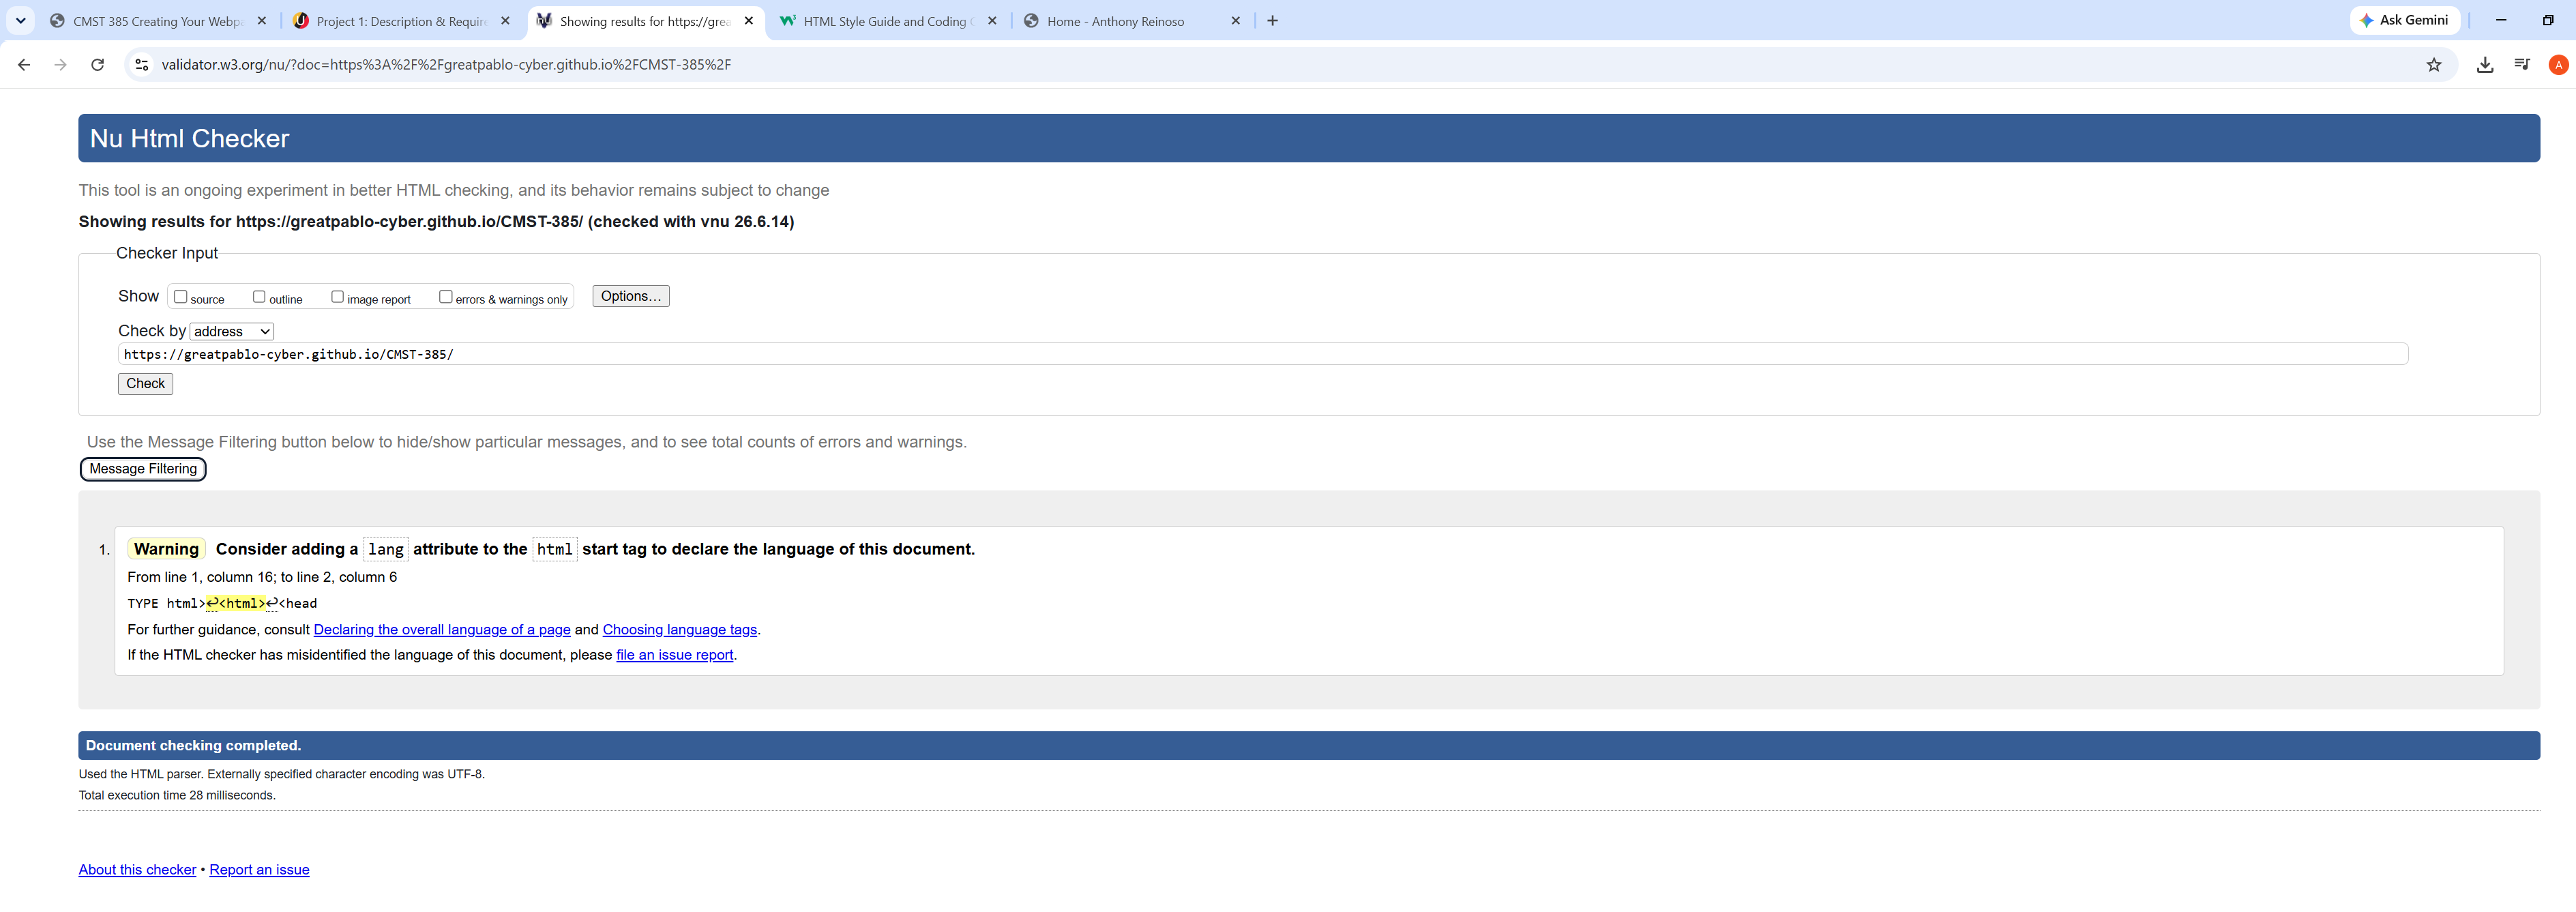 CMST 385 Creating Your Webp
Project 1: Description & Require
Showing results for https://grea
HTML Style Guide and Coding C
Home - Anthony Reinoso
Ask Gemini
validator.w3.org/nu/?doc=https%3A%2F%2Fgreatpablo-cyber.github.io%2FCMST-385%2F
A
Nu Html Checker
This tool is an ongoing experiment in better HTML checking, and its behavior remains subject to change
Showing results for https://greatpablo-cyber.github.io/CMST-385/ (checked with vnu 26.6.14)
Checker Input
Show source outline image report errors & warnings only Options…
Check by address
https://greatpablo-cyber.github.io/CMST-385/
Check
Use the Message Filtering button below to hide/show particular messages, and to see total counts of errors and warnings.
Message Filtering
1. Warning Consider adding a lang attribute to the html start tag to declare the language of this document.
From line 1, column 16; to line 2, column 6
TYPE html>↩<html>↩<head
For further guidance, consult Declaring the overall language of a page and Choosing language tags.
If the HTML checker has misidentified the language of this document, please file an issue report.
Document checking completed.
Used the HTML parser. Externally specified character encoding was UTF-8.
Total execution time 28 milliseconds.
About this checker • Report an issue